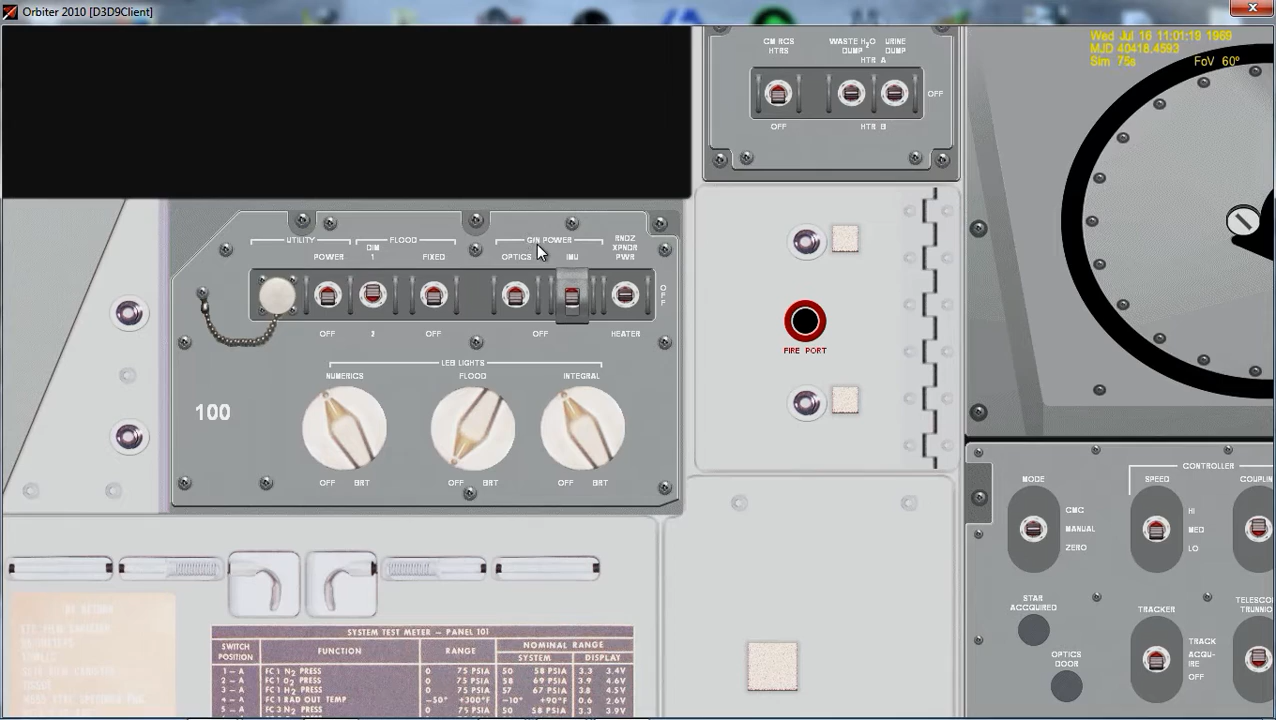 Orbiter 2010 [D3D9Client]
Wed Jul 16 11:01:19 1969
MJD 40418.4593
Sim 75s FoV 60°
CM RCS HTRS
WASTE H₂O DUMP
URINE DUMP
HTR A
OFF
OFF
HTR B
UTILITY
FLOOD
G/N POWER
RNDZ XPNDR PWR
POWER
DIM 1
FIXED
OPTICS
IMU
OFF
OFF
2
OFF
OFF
HEATER
LEB LIGHTS
NUMERICS
FLOOD
INTEGRAL
100
OFF BRT
OFF BRT
OFF BRT
FIRE PORT
CONTROLLER
MODE
SPEED
COUPLIN
CMC
MANUAL
ZERO
HI
MED
LO
STAR ACCQUIRED
TRACKER
TELESCO
TRUNNIO
OPTICS DOOR
TRACK
ACQU-
IRE
OFF
SYSTEM TEST METER – PANEL 101
SWITCH POSITION FUNCTION RANGE NOMINAL RANGE
SYSTEM DISPLAY
1 – A FC 1 N₂ PRESS 0 75 PSIA 50 58 PSIA 3.3 3.4V
2 – A FC 1 O₂ PRESS 0 75 PSIA 58 69 PSIA 3.9 4.6V
3 – A FC 1 H₂ PRESS 0 75 PSIA 57 67 PSIA 3.8 4.5V
4 – A FC 1 RAD OUT TEMP –50° +300°F –10° +90°F 0.6 2.6V
5 – A 0 75 PSIA 50 58 PSIA 3.3 3.9V